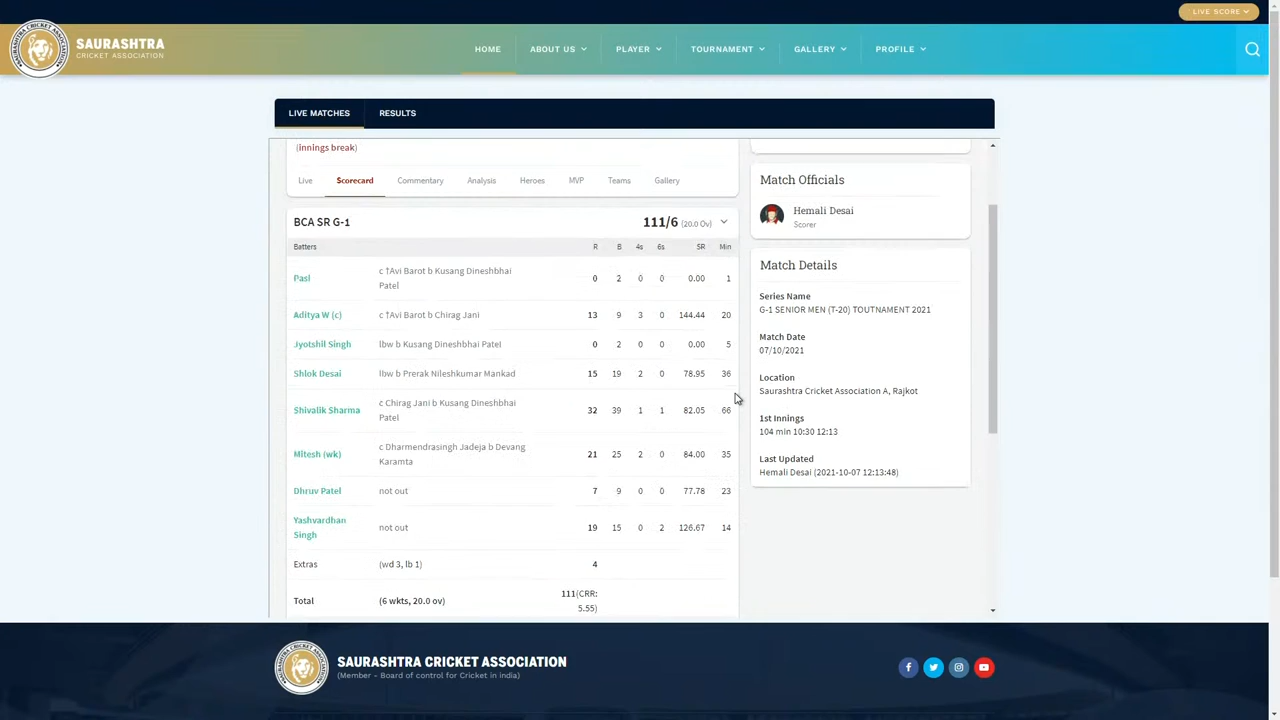 LIVE SCORE
SAURASHTRA
CRICKET ASSOCIATION
HOME ABOUT US PLAYER TOURNAMENT GALLERY PROFILE
LIVE MATCHES RESULTS
(innings break)
Live Scorecard Commentary Analysis Heroes MVP Teams Gallery
BCA SR G-1 111/6 (20.0 Ov)
Batters R B 4s 6s SR Min
Pasl c †Avi Barot b Kusang Dineshbhai Patel 0 2 0 0 0.00 1
Aditya W (c) c †Avi Barot b Chirag Jani 13 9 3 0 144.44 20
Jyotshil Singh lbw b Kusang Dineshbhai Patel 0 2 0 0 0.00 5
Shlok Desai lbw b Prerak Nileshkumar Mankad 15 19 2 0 78.95 36
Shivalik Sharma c Chirag Jani b Kusang Dineshbhai Patel 32 39 1 1 82.05 66
Mitesh (wk) c Dharmendrasingh Jadeja b Devang Karamta 21 25 2 0 84.00 35
Dhruv Patel not out 7 9 0 0 77.78 23
Yashvardhan Singh not out 19 15 0 2 126.67 14
Extras (wd 3, lb 1) 4
Total (6 wkts, 20.0 ov) 111(CRR: 5.55)
Match Officials
Hemali Desai
Scorer
Match Details
Series Name
G-1 SENIOR MEN (T-20) TOUTNAMENT 2021
Match Date
07/10/2021
Location
Saurashtra Cricket Association A, Rajkot
1st Innings
104 min 10:30 12:13
Last Updated
Hemali Desai (2021-10-07 12:13:48)
SAURASHTRA CRICKET ASSOCIATION
(Member - Board of control for Cricket in india)